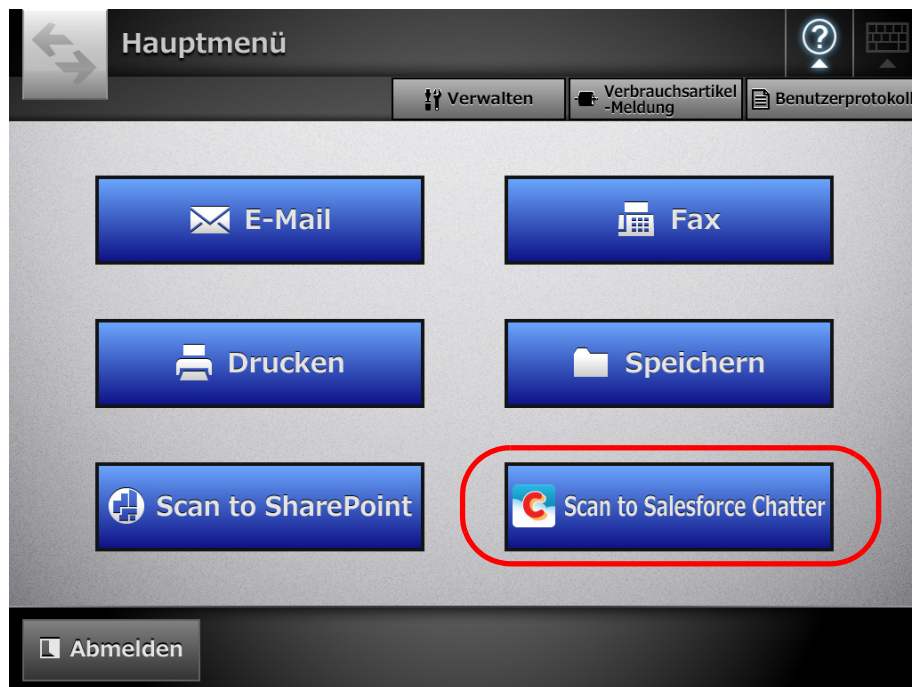 Hauptmenü
?
Verwalten
Verbrauchsartikel
-Meldung
Benutzerprotokoll
E-Mail
Fax
Drucken
Speichern
Scan to SharePoint
C Scan to Salesforce Chatter
Abmelden